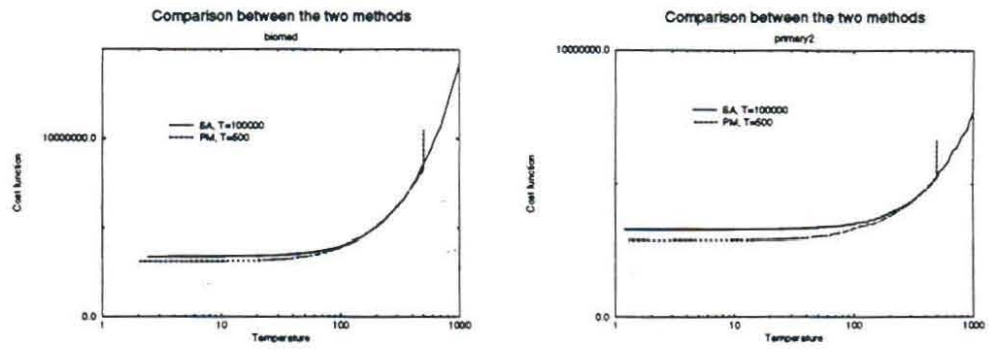 Comparison between the two methods
biomed
SA, T=100000
PM, T=500
10000000.0
0.0
Cost function
1
10
100
1000
Temperature
Comparison between the two methods
primary2
10000000.0
SA, T=100000
PM, T=500
0.0
Cost function
1
10
100
1000
Temperature